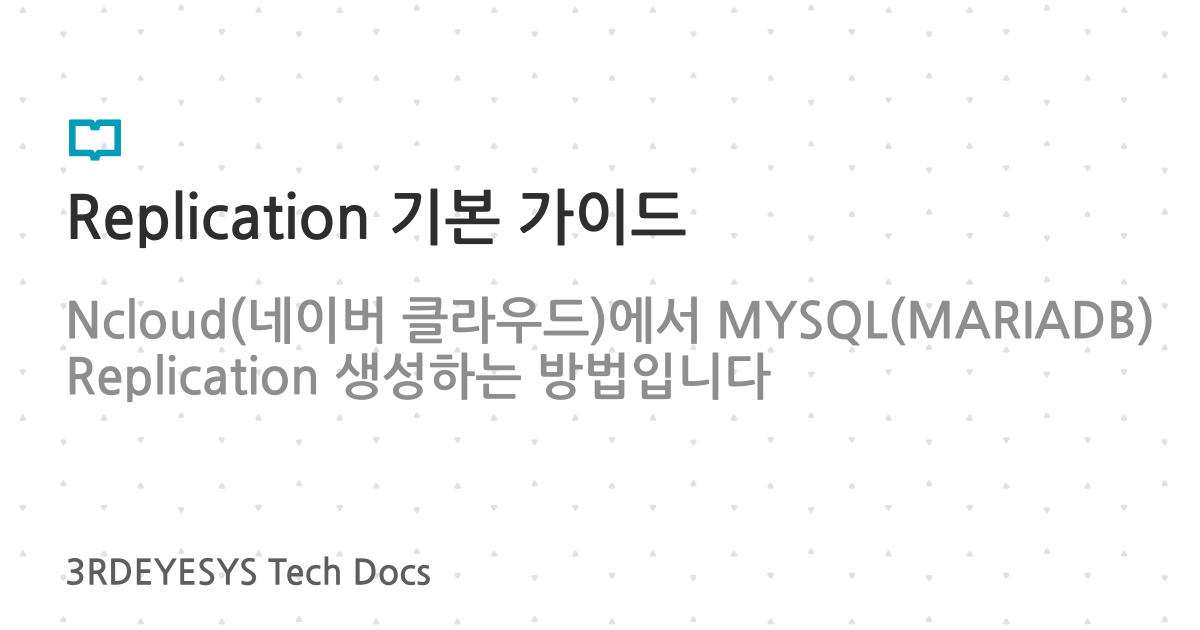 Replication 기본 가이드
Ncloud(네이버 클라우드)에서 MYSQL(MARIADB)
Replication 생성하는 방법입니다
3RDEYESYS Tech Docs